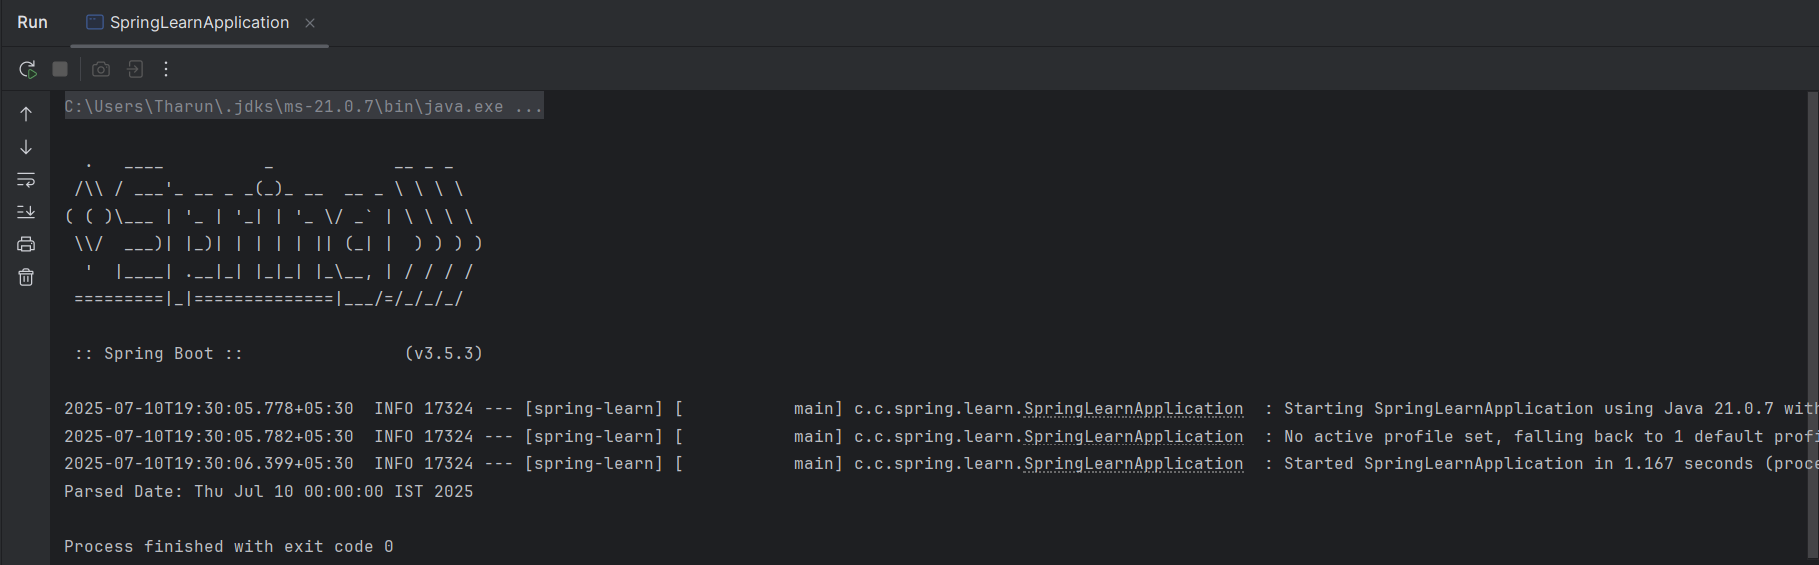 Run SpringLearnApplication
C:\Users\Tharun\.jdks\ms-21.0.7\bin\java.exe ...
  .   ____          _            __ _ _
 /\\ / ___'_ __ _ _(_)_ __  __ _ \ \ \ \
( ( )\___ | '_ | '_| | '_ \/ _` | \ \ \ \
 \\/  ___)| |_)| | | | | || (_| |  ) ) ) )
  '  |____| .__|_| |_|_| |_\__, | / / / /
 =========|_|==============|___/=/_/_/_/
 :: Spring Boot ::                (v3.5.3)
2025-07-10T19:30:05.778+05:30  INFO 17324 --- [spring-learn] [           main] c.c.spring.learn.SpringLearnApplication  : Starting SpringLearnApplication using Java 21.0.7 with
2025-07-10T19:30:05.782+05:30  INFO 17324 --- [spring-learn] [           main] c.c.spring.learn.SpringLearnApplication  : No active profile set, falling back to 1 default
2025-07-10T19:30:06.399+05:30  INFO 17324 --- [spring-learn] [           main] c.c.spring.learn.SpringLearnApplication  : Started SpringLearnApplication in 1.167 seconds
Parsed Date: Thu Jul 10 00:00:00 IST 2025
Process finished with exit code 0